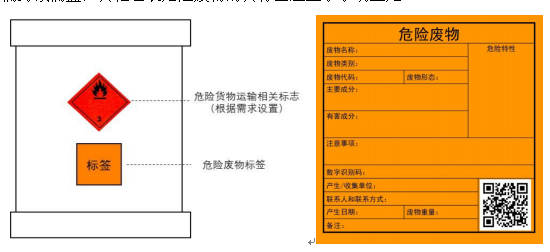 危险货物运输相关标志
（根据需求设置）
3
标签
危险废物标签
危险废物
废物名称：
危险特性
废物类别：
废物代码：
废物形态：
主要成分：
有害成分：
注意事项：
数字识别码：
产生/收集单位：
联系人和联系方式：
产生日期：
废物重量：
备注：